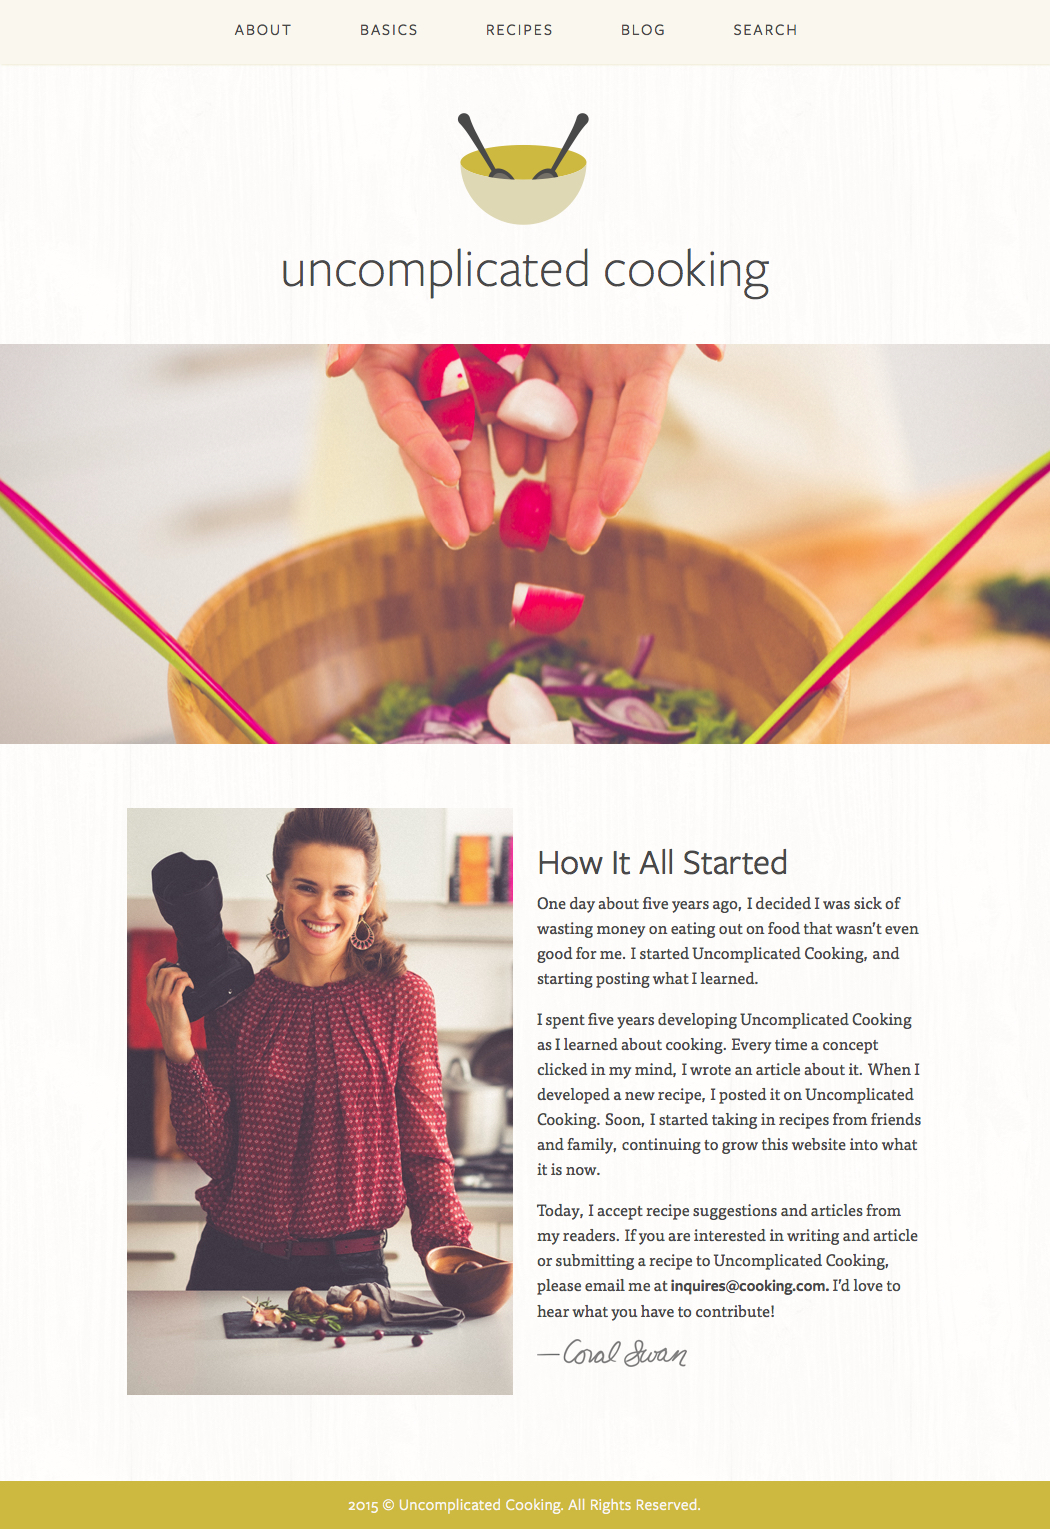 ABOUT BASICS RECIPES BLOG SEARCH
uncomplicated cooking
How It All Started
One day about five years ago, I decided I was sick of
wasting money on eating out on food that wasn’t even
good for me. I started Uncomplicated Cooking, and
starting posting what I learned.
I spent five years developing Uncomplicated Cooking
as I learned about cooking. Every time a concept
clicked in my mind, I wrote an article about it. When I
developed a new recipe, I posted it on Uncomplicated
Cooking. Soon, I started taking in recipes from friends
and family, continuing to grow this website into what
it is now.
Today, I accept recipe suggestions and articles from
my readers. If you are interested in writing and article
or submitting a recipe to Uncomplicated Cooking,
please email me at inquires@cooking.com. I’d love to
hear what you have to contribute!
—Coral Swan
2015 © Uncomplicated Cooking. All Rights Reserved.